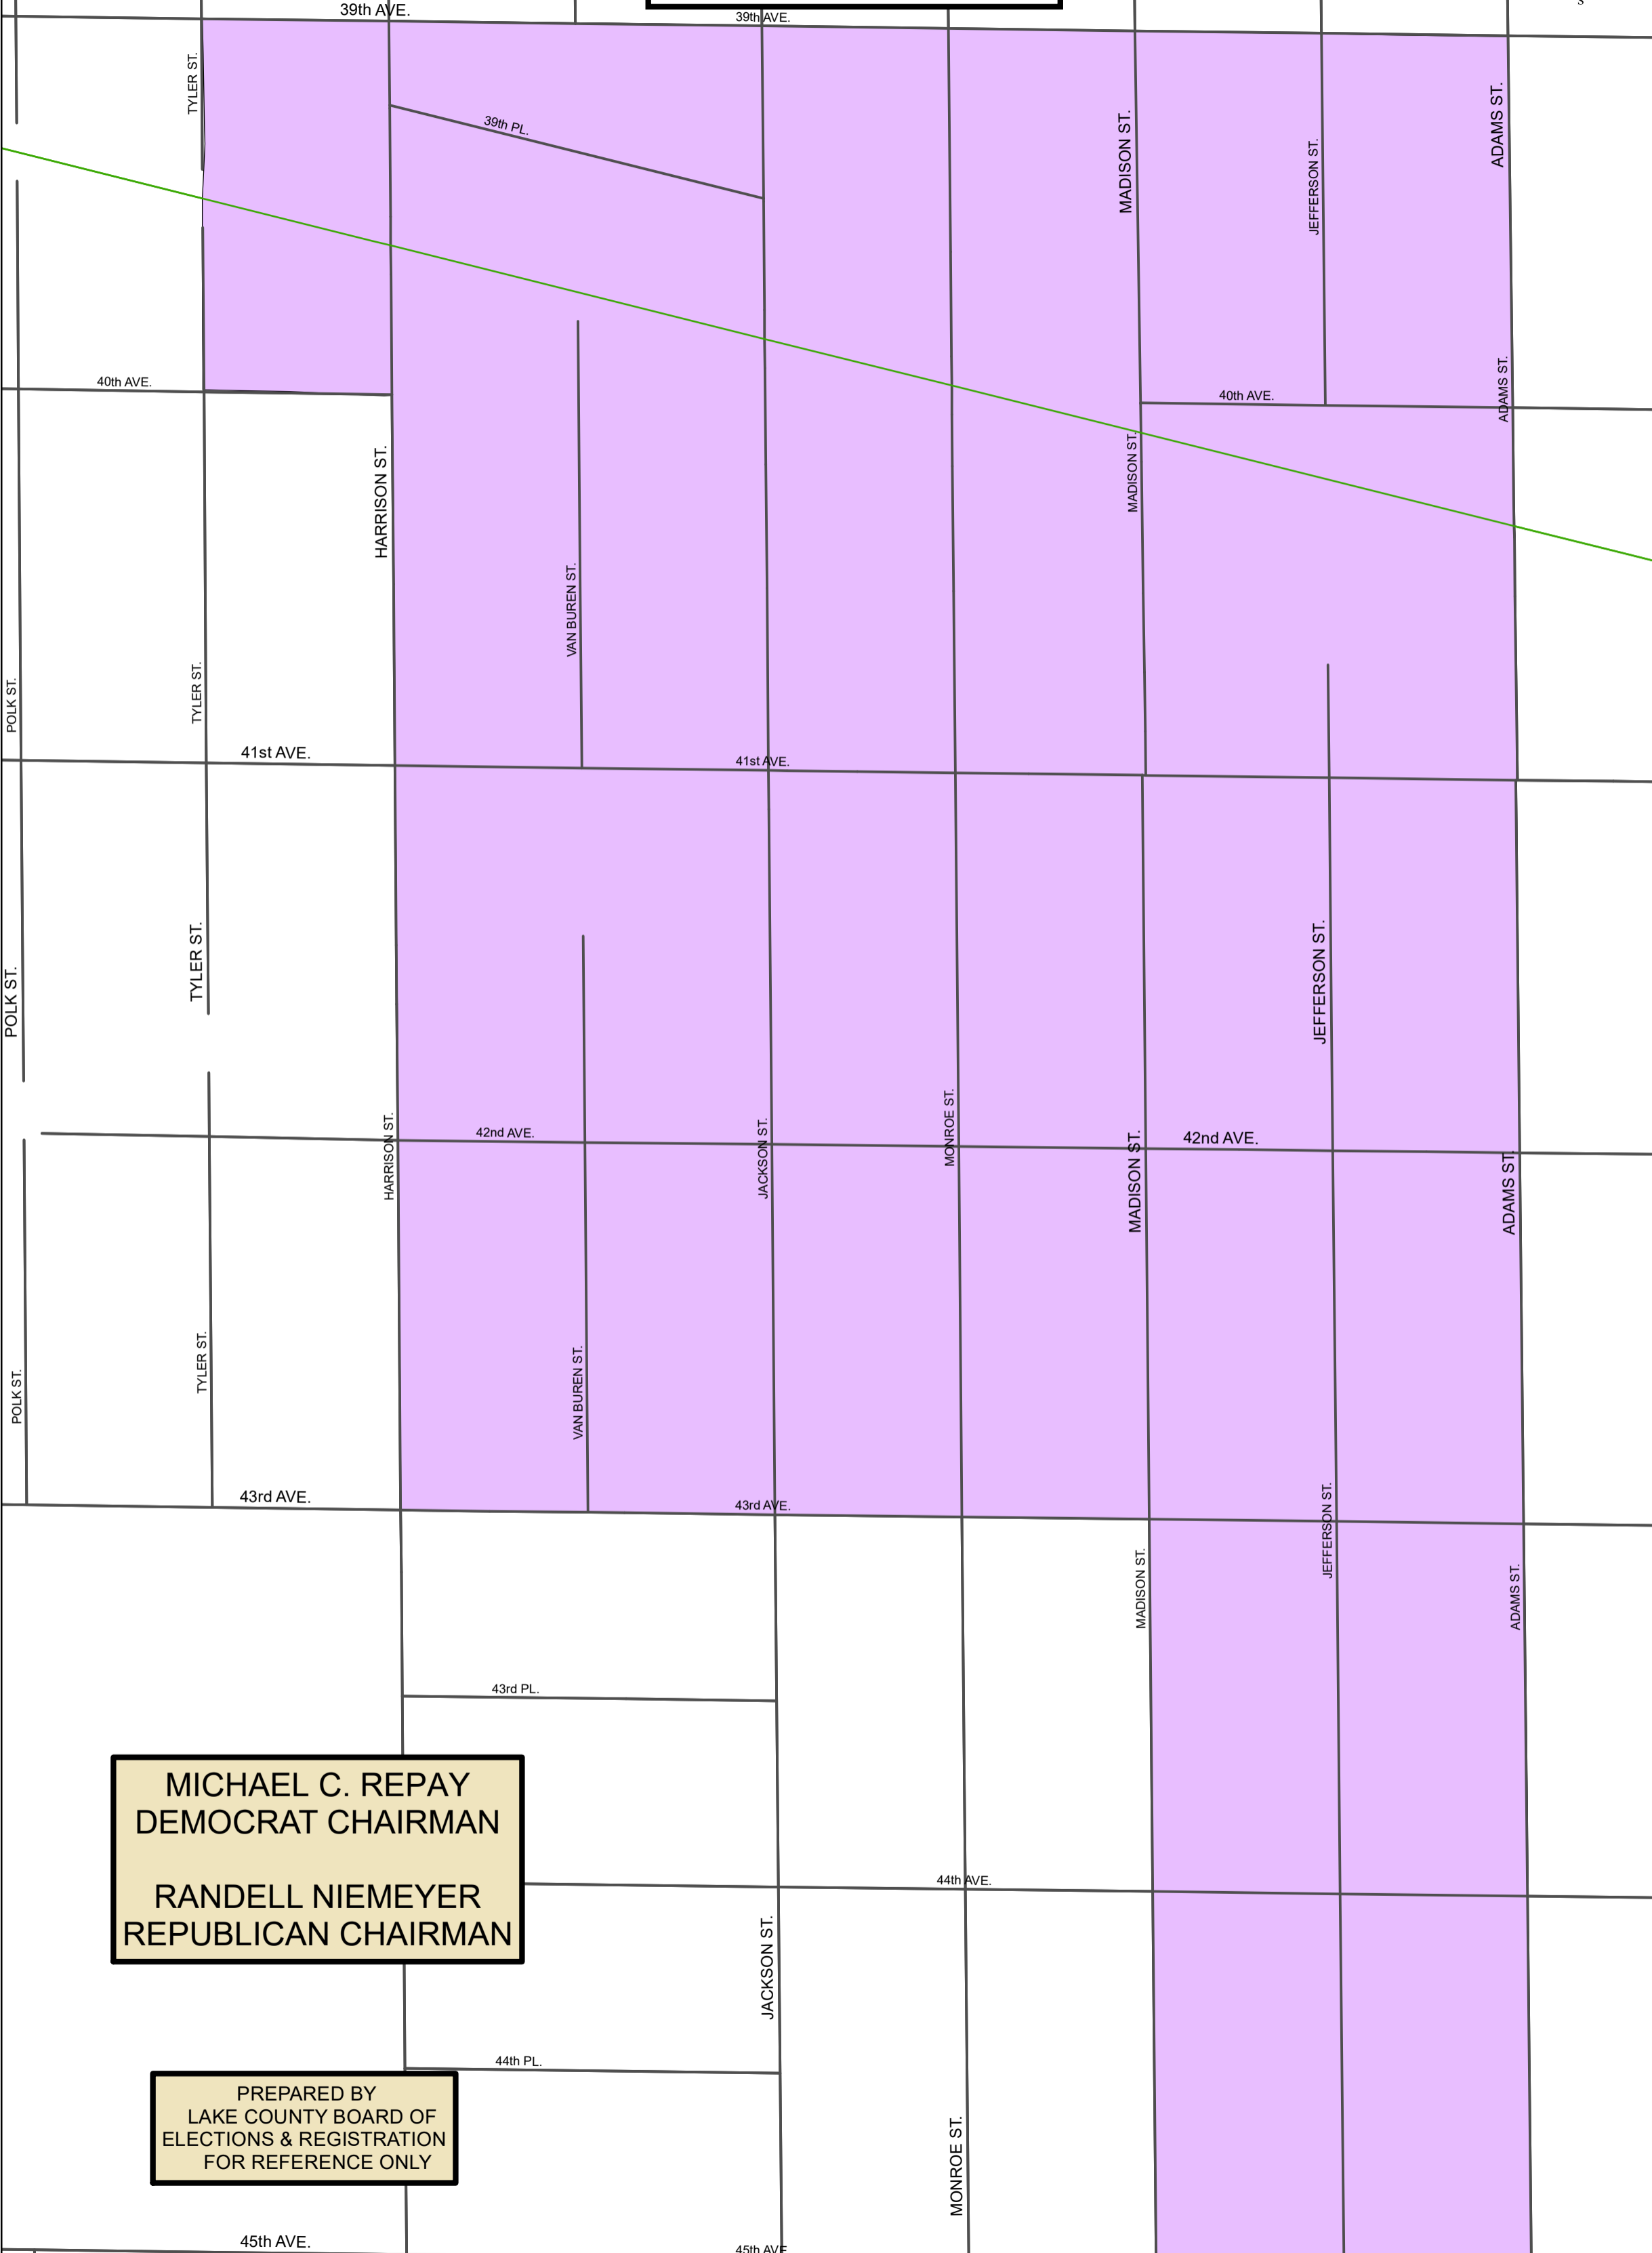 39th AVE.
39th AVE.
S
TYLER ST.
39th PL.
MADISON ST.
JEFFERSON ST.
ADAMS ST.
40th AVE.
40th AVE.
ADAMS ST.
HARRISON ST.
MADISON ST.
VAN BUREN ST.
POLK ST.
TYLER ST.
41st AVE.
41st AVE.
POLK ST.
TYLER ST.
JEFFERSON ST.
HARRISON ST.
42nd AVE.
JACKSON ST.
MONROE ST.
MADISON ST.
42nd AVE.
ADAMS ST.
POLK ST.
TYLER ST.
VAN BUREN ST.
43rd AVE.
43rd AVE.
JEFFERSON ST.
MADISON ST.
ADAMS ST.
43rd PL.
MICHAEL C. REPAY
DEMOCRAT CHAIRMAN
RANDELL NIEMEYER
REPUBLICAN CHAIRMAN
44th AVE.
JACKSON ST.
44th PL.
PREPARED BY
LAKE COUNTY BOARD OF
ELECTIONS & REGISTRATION
FOR REFERENCE ONLY
MONROE ST.
45th AVE.
45th AVE